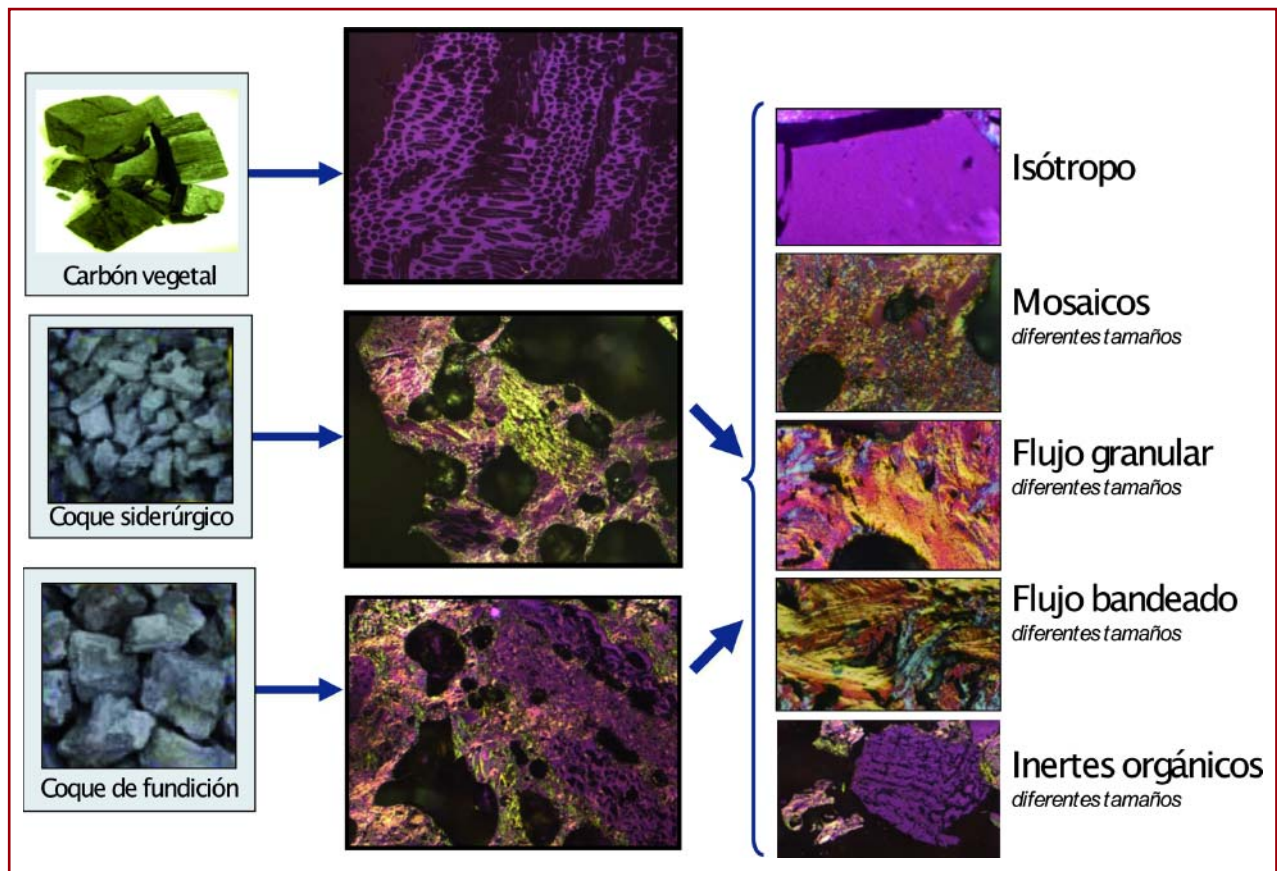 Carbón vegetal
Coque siderúrgico
Coque de fundición
Isótropo
Mosaicos
diferentes tamaños
Flujo granular
diferentes tamaños
Flujo bandeado
diferentes tamaños
Inertes orgánicos
diferentes tamaños